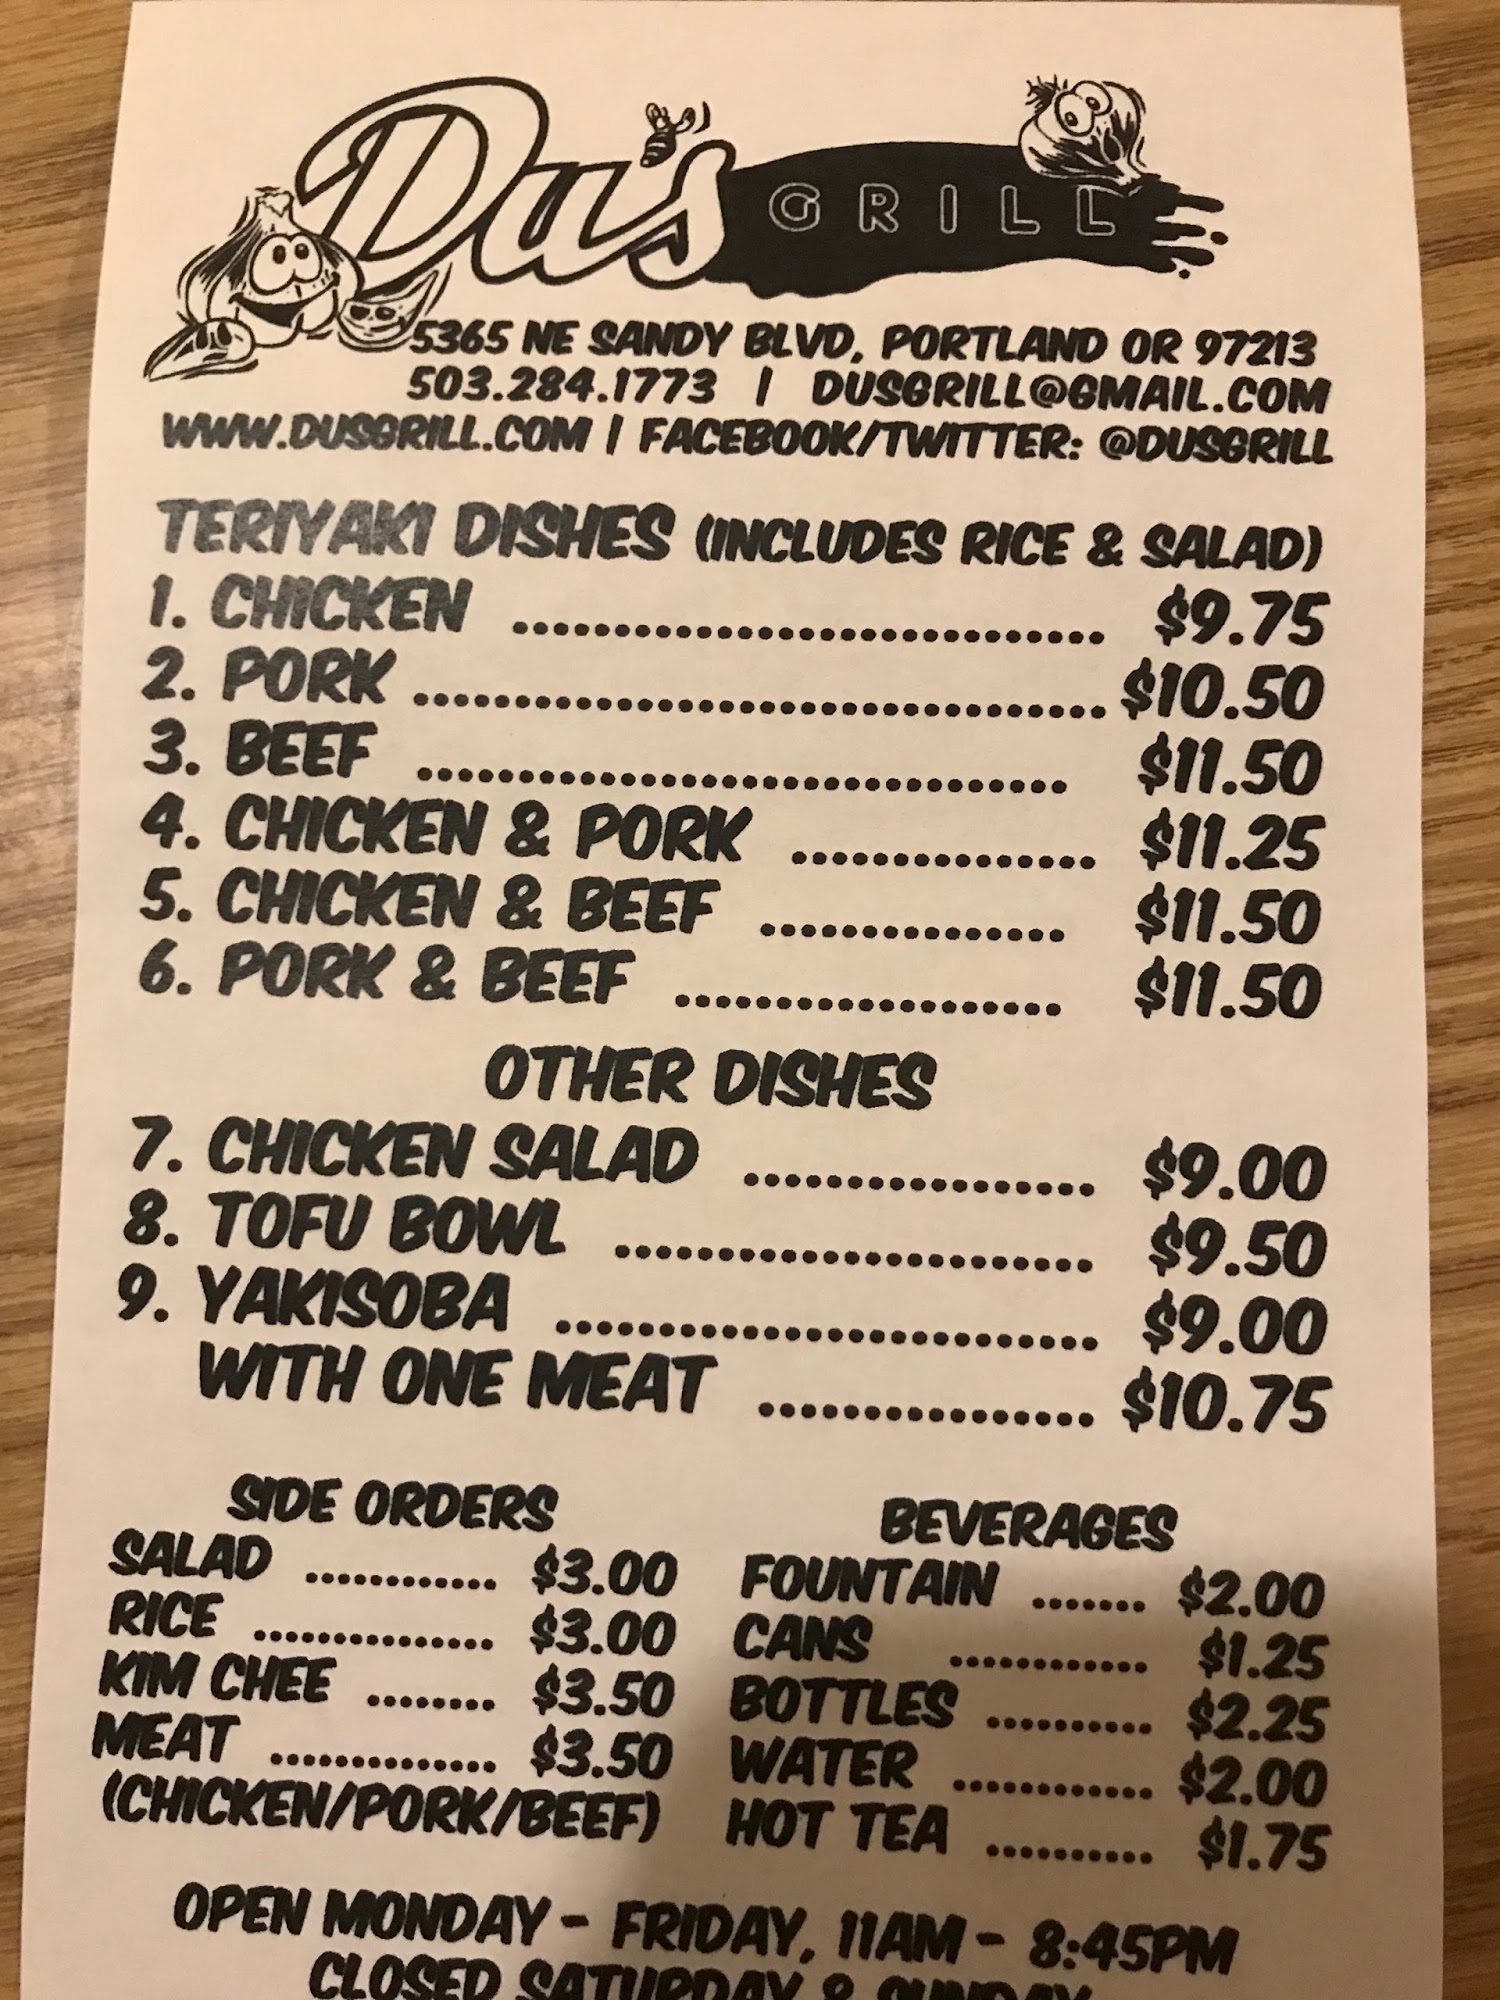 Du's GRILL
5365 NE SANDY BLVD, PORTLAND OR 97213
503.284.1773 | DUSGRILL@GMAIL.COM
WWW.DUSGRILL.COM | FACEBOOK/TWITTER: @DUSGRILL
TERIYAKI DISHES (INCLUDES RICE & SALAD)
1. CHICKEN ............................. $9.75
2. PORK .................................. $10.50
3. BEEF ................................ $11.50
4. CHICKEN & PORK ............... $11.25
5. CHICKEN & BEEF ............... $11.50
6. PORK & BEEF ................... $11.50
OTHER DISHES
7. CHICKEN SALAD ................. $9.00
8. TOFU BOWL ....................... $9.50
9. YAKISOBA .......................... $9.00
WITH ONE MEAT ................ $10.75
SIDE ORDERS
SALAD ............ $3.00
RICE ............... $3.00
KIM CHEE ........ $3.50
MEAT .............. $3.50
(CHICKEN/PORK/BEEF)
BEVERAGES
FOUNTAIN ....... $2.00
CANS ............ $1.25
BOTTLES .......... $2.25
WATER ............ $2.00
HOT TEA .......... $1.75
OPEN MONDAY - FRIDAY, 11AM - 8:45PM
CLOSED SATURDAY & SUNDAY